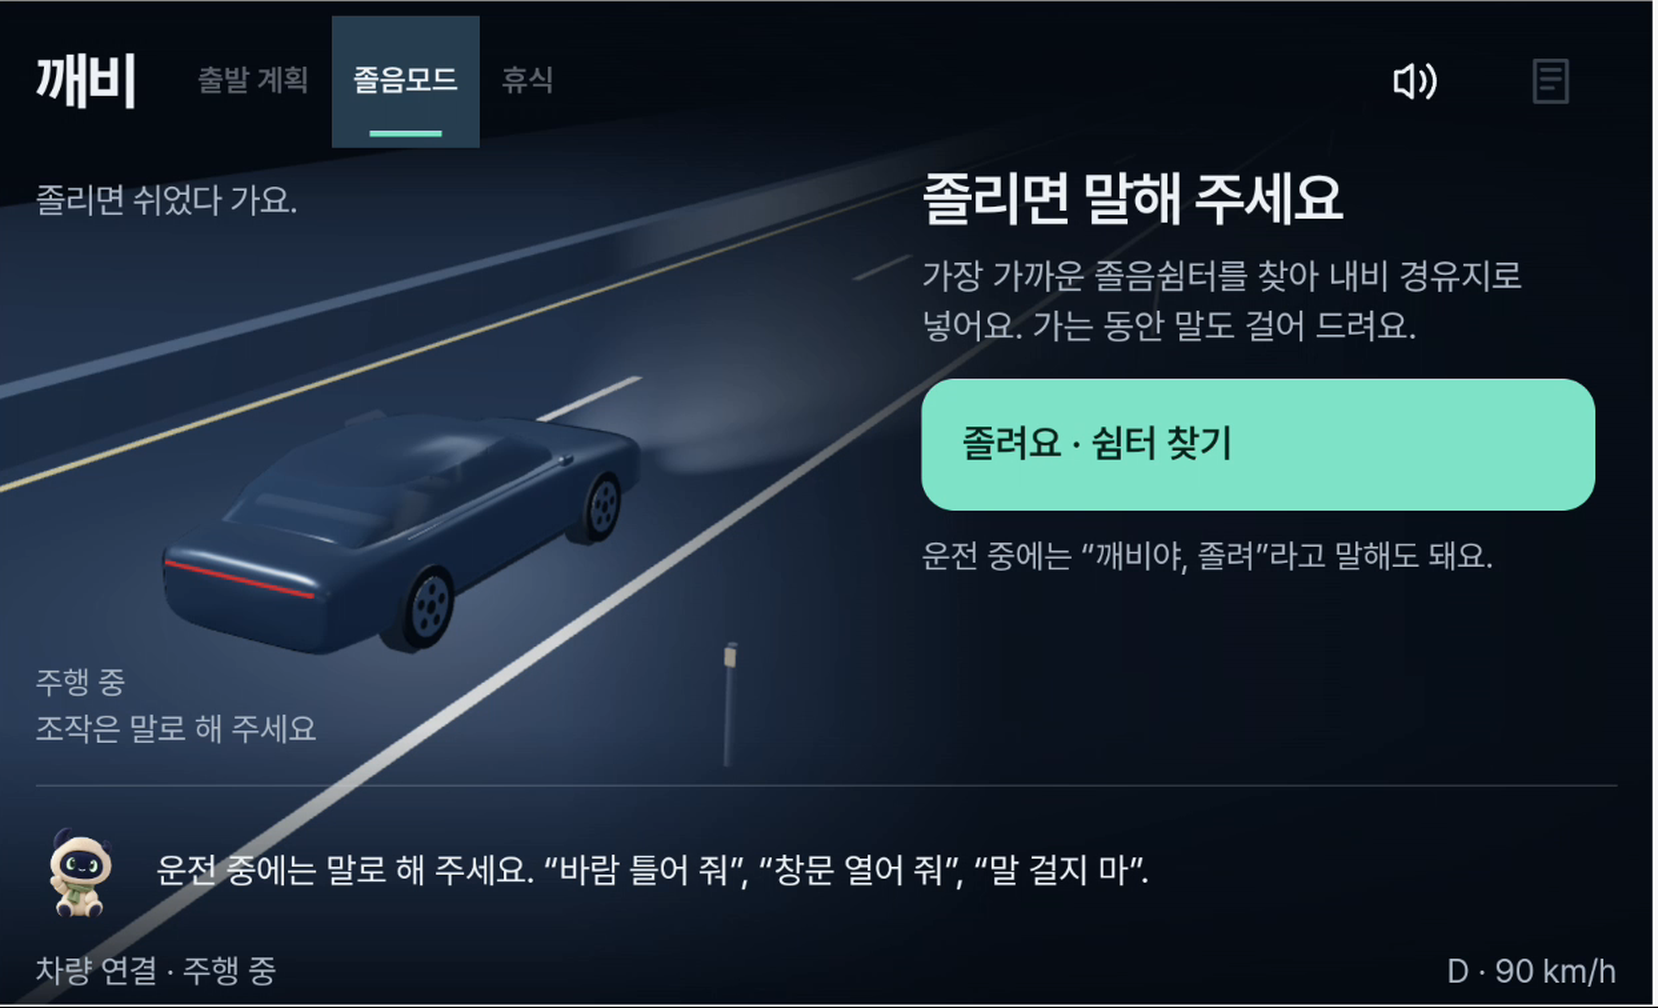 깨비
출발 계획
졸음모드
휴식
졸리면 쉬었다 가요.
졸리면 말해 주세요
가장 가까운 졸음쉼터를 찾아 내비 경유지로
넣어요. 가는 동안 말도 걸어 드려요.
졸려요 · 쉼터 찾기
운전 중에는 “깨비야, 졸려”라고 말해도 돼요.
주행 중
조작은 말로 해 주세요
운전 중에는 말로 해 주세요. “바람 틀어 줘”, “창문 열어 줘”, “말 걸지 마”.
차량 연결 · 주행 중
D · 90 km/h